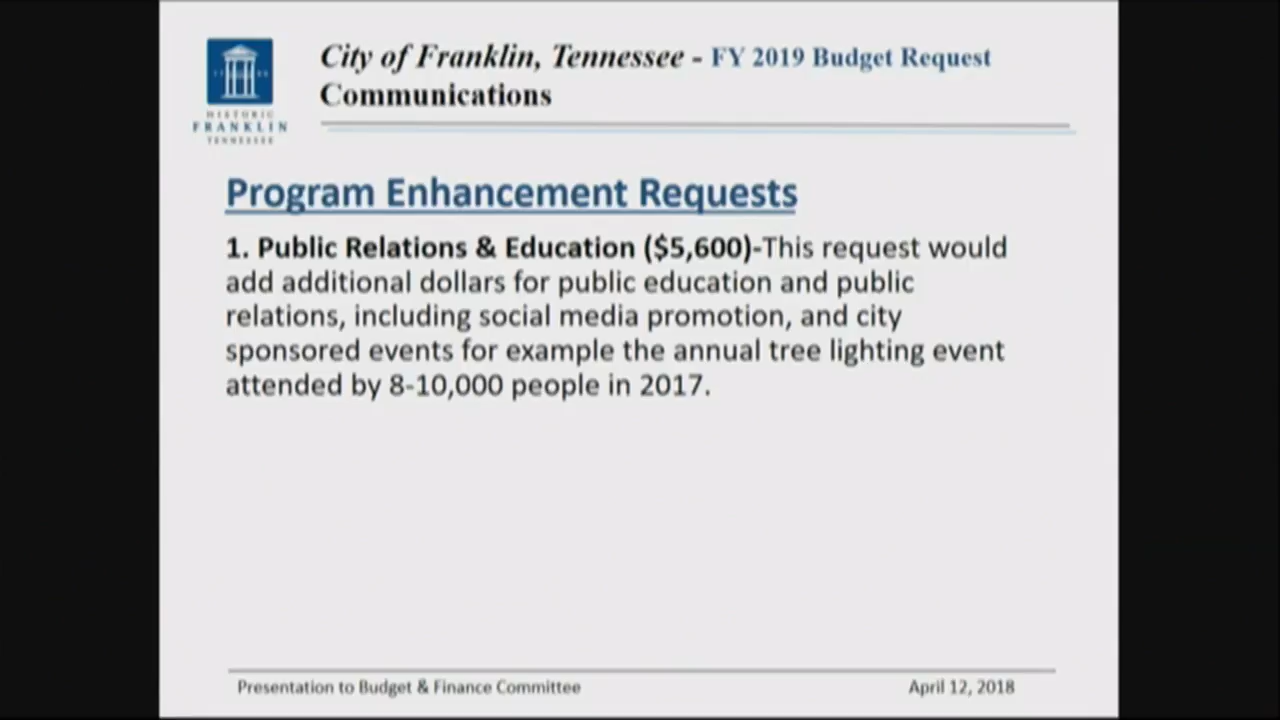 City of Franklin, Tennessee - FY 2019 Budget Request
Communications
HISTORIC
FRANKLIN
TENNESSEE
Program Enhancement Requests
1. Public Relations & Education ($5,600)-This request would
add additional dollars for public education and public
relations, including social media promotion, and city
sponsored events for example the annual tree lighting event
attended by 8-10,000 people in 2017.
Presentation to Budget & Finance Committee
April 12, 2018